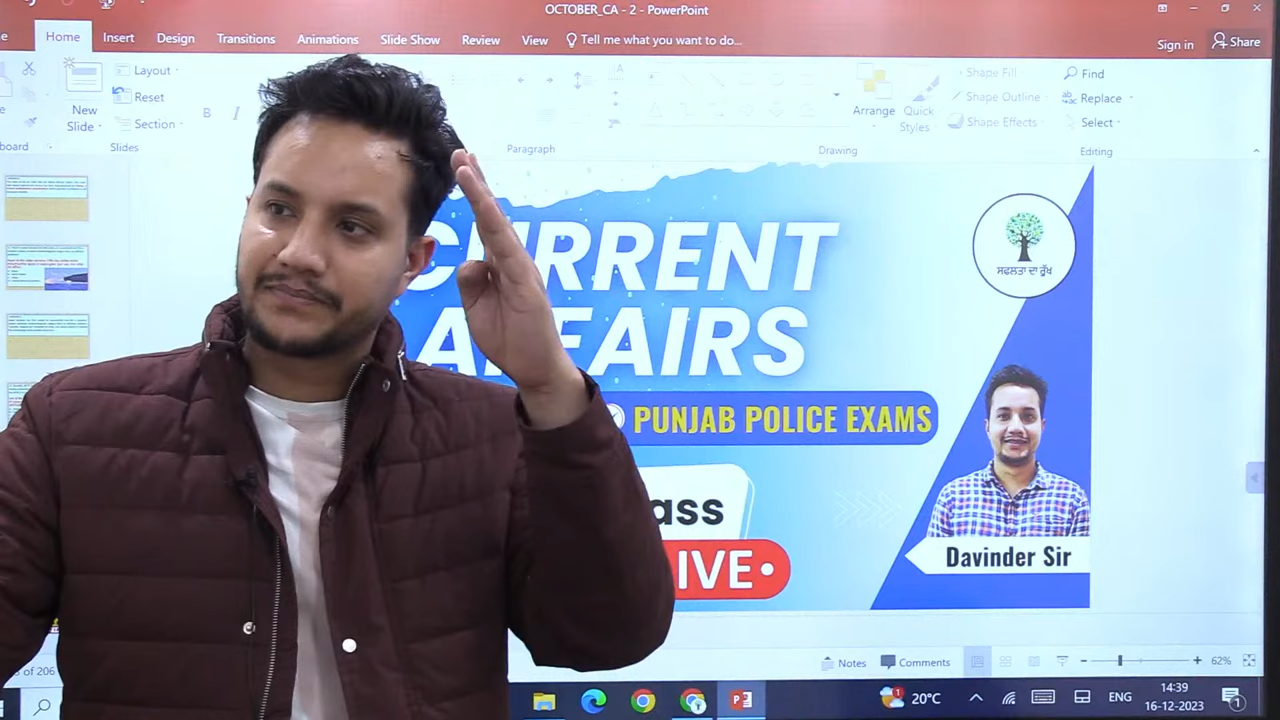 OCTOBER_CA - 2 - PowerPoint
Home Insert Design Transitions Animations Slide Show Review View Tell me what you want to do... Sign in Share
New Slide
Layout
Reset
Section
Slides
B I
Paragraph
Arrange
Quick Styles
Shape Fill
Shape Outline
Shape Effects
Drawing
Find
Replace
Select
Editing
CURRENT
AFFAIRS
PUNJAB POLICE EXAMS
ass
IVE
ਸਫਲਤਾ ਦਾ ਰੁੱਖ
Davinder Sir
of 206
Notes Comments 62%
20°C ENG 14:39
16-12-2023